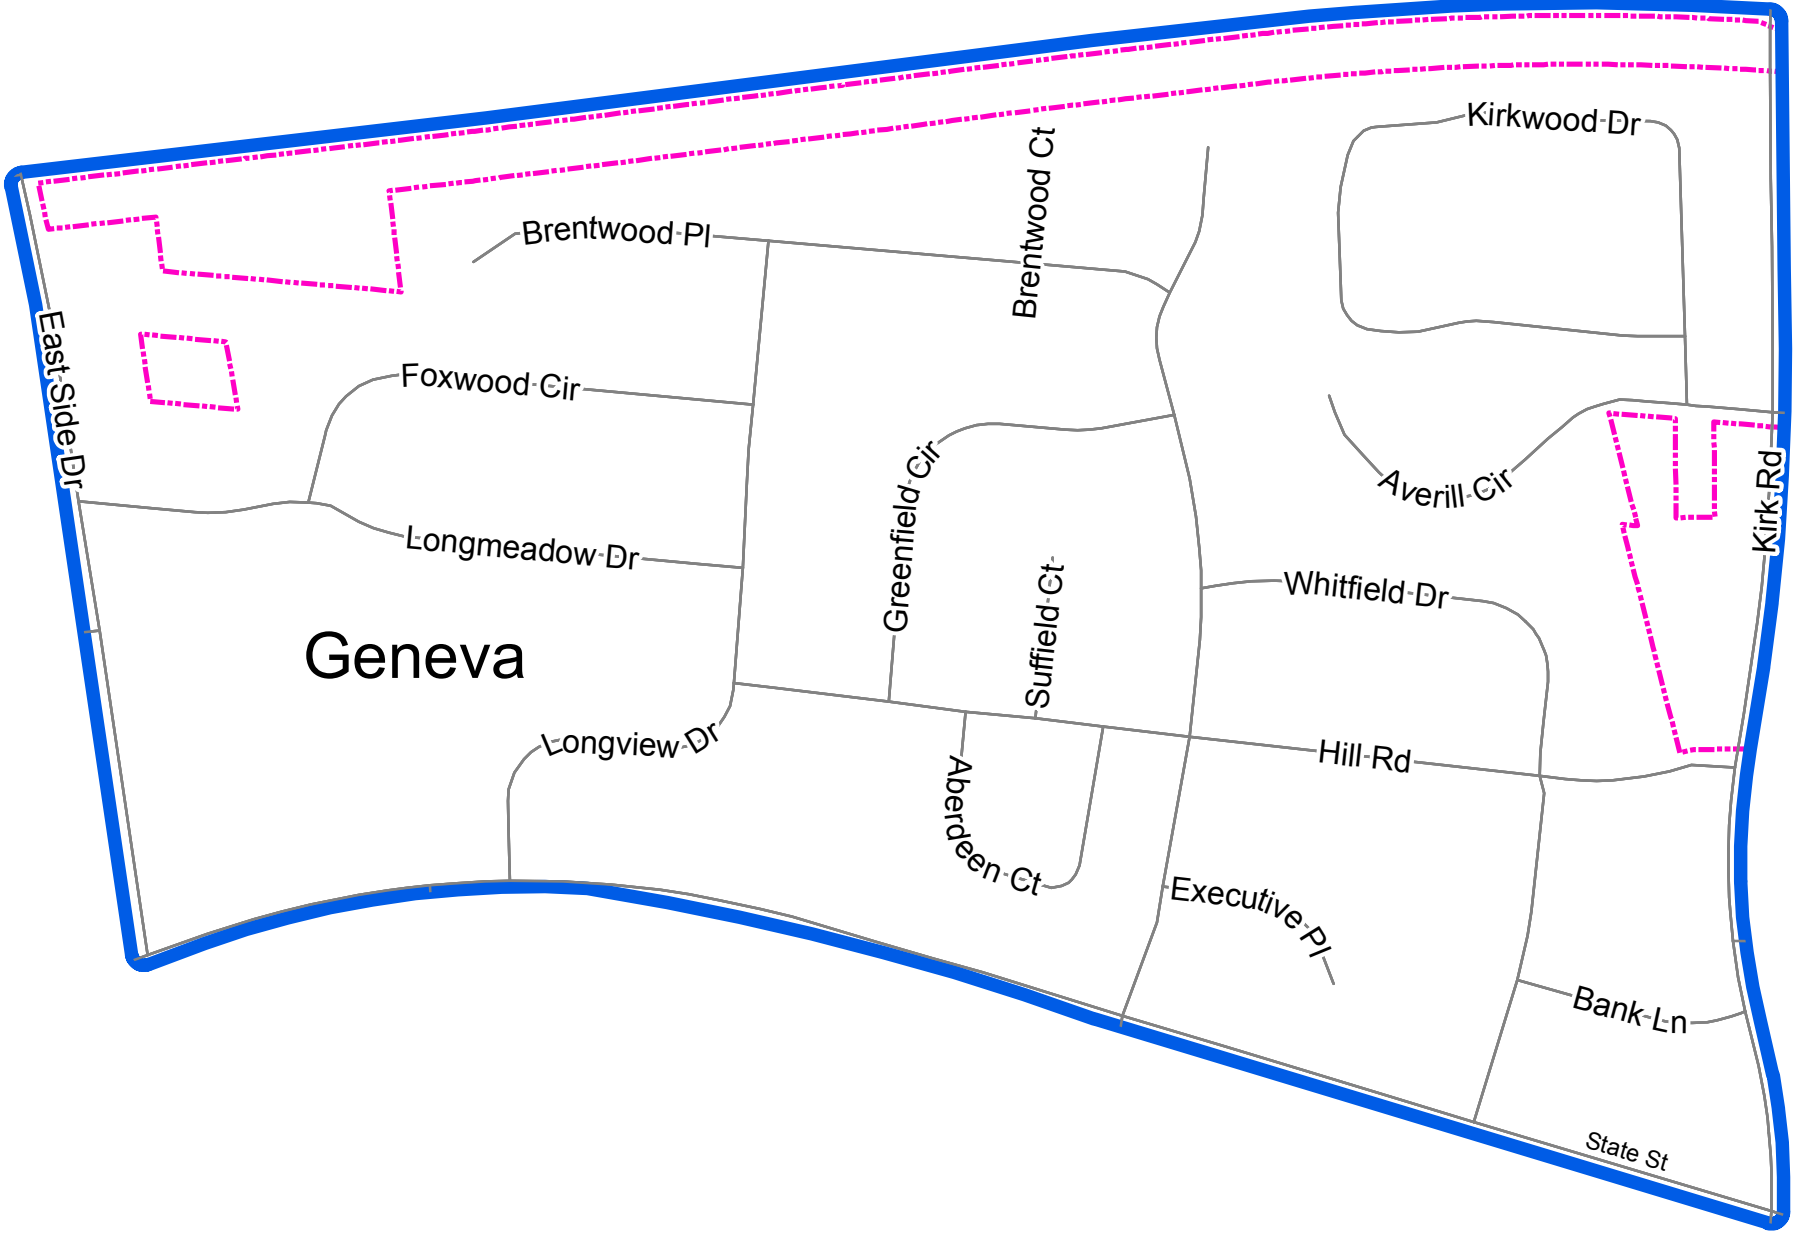 Kirkwood Dr
Brentwood Ct
Brentwood Pl
East Side Dr
Foxwood Cir
Greenfield Cir
Averill Cir
Kirk Rd
Longmeadow Dr
Suffield Ct
Whitfield Dr
Geneva
Longview Dr
Hill Rd
Aberdeen Ct
Executive Pl
Bank Ln
State St